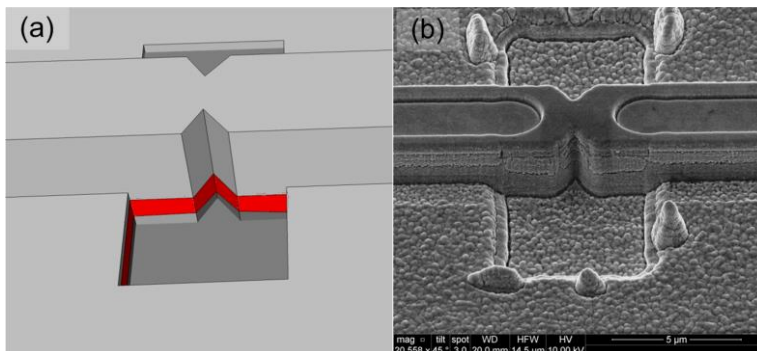 (a)
(b)
mag □ tilt spot WD HFW HV
20 558 x 45 ° 3.0 20.0 mm 14.5 µm 10.00 kV
5 µm